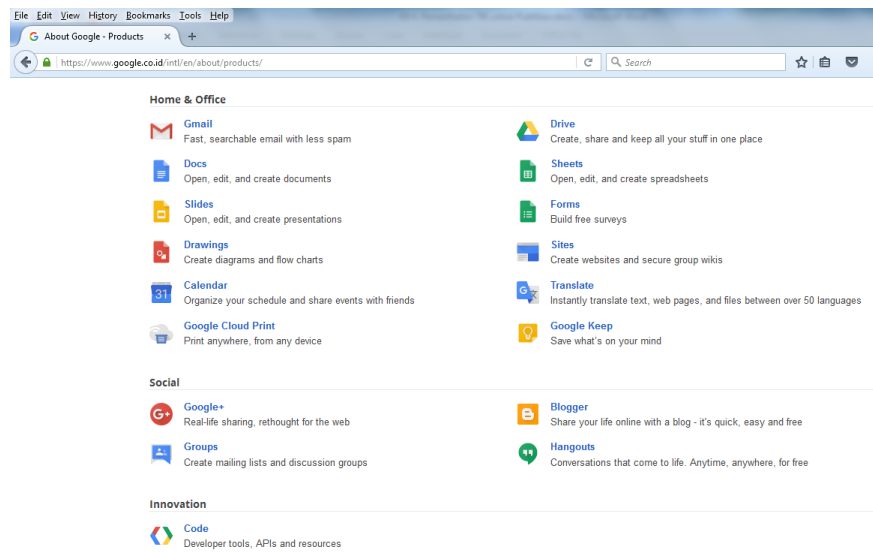 File Edit View History Bookmarks Tools Help
About Google - Products × +
https://www.google.co.id/intl/en/about/products/ Search
Home & Office
Gmail Drive
Fast, searchable email with less spam Create, share and keep all your stuff in one place
Docs Sheets
Open, edit, and create documents Open, edit, and create spreadsheets
Slides Forms
Open, edit, and create presentations Build free surveys
Drawings Sites
Create diagrams and flow charts Create websites and secure group wikis
31 Calendar Translate
Organize your schedule and share events with friends Instantly translate text, web pages, and files between over 50 languages
Google Cloud Print Google Keep
Print anywhere, from any device Save what's on your mind
Social
G+ Google+ Blogger
Real-life sharing, rethought for the web Share your life online with a blog - it's quick, easy and free
Groups Hangouts
Create mailing lists and discussion groups Conversations that come to life. Anytime, anywhere, for free
Innovation
Code
Developer tools, APIs and resources